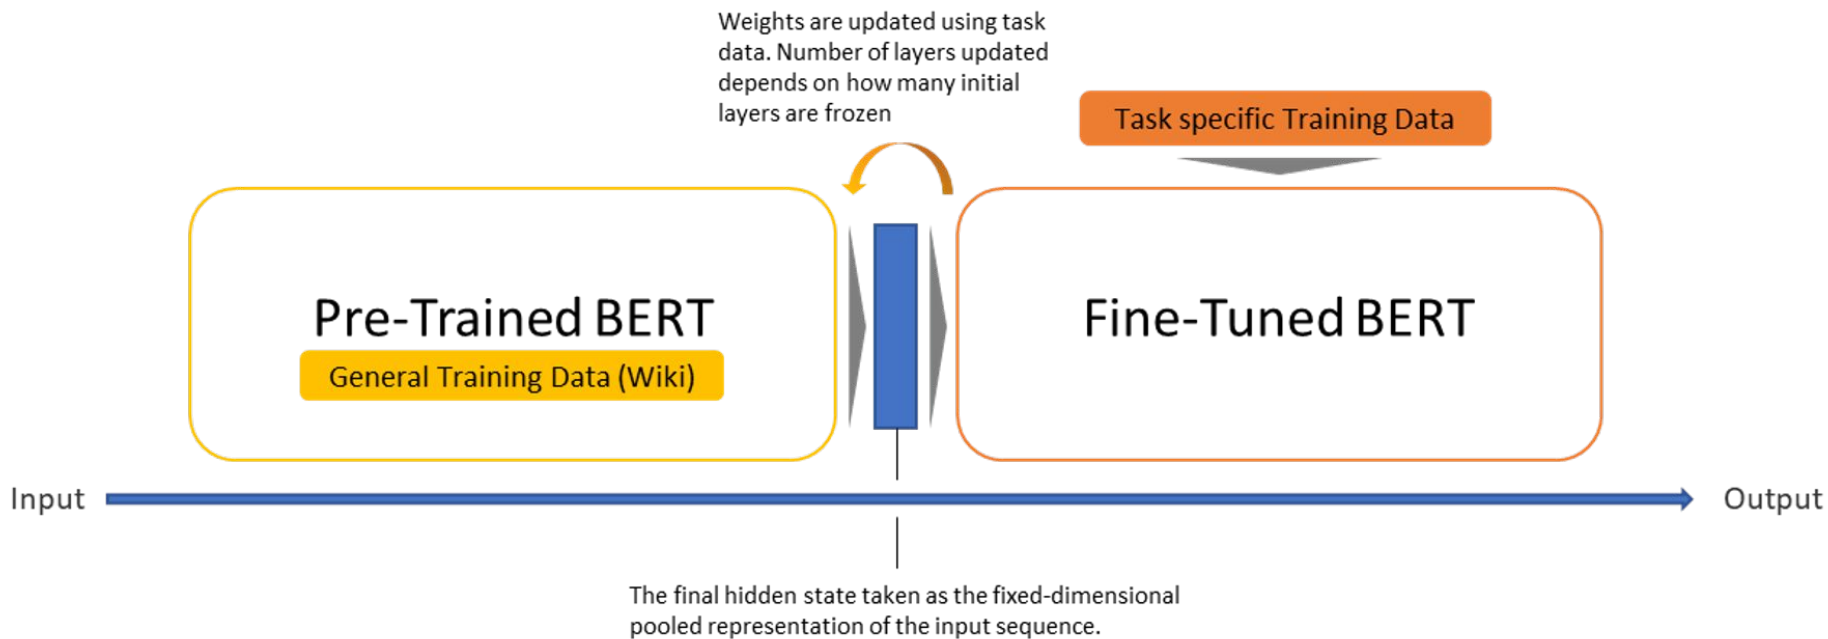 Weights are updated using task
data. Number of layers updated
depends on how many initial
layers are frozen
Task specific Training Data
Pre-Trained BERT
General Training Data (Wiki)
Fine-Tuned BERT
Input
Output
The final hidden state taken as the fixed-dimensional
pooled representation of the input sequence.